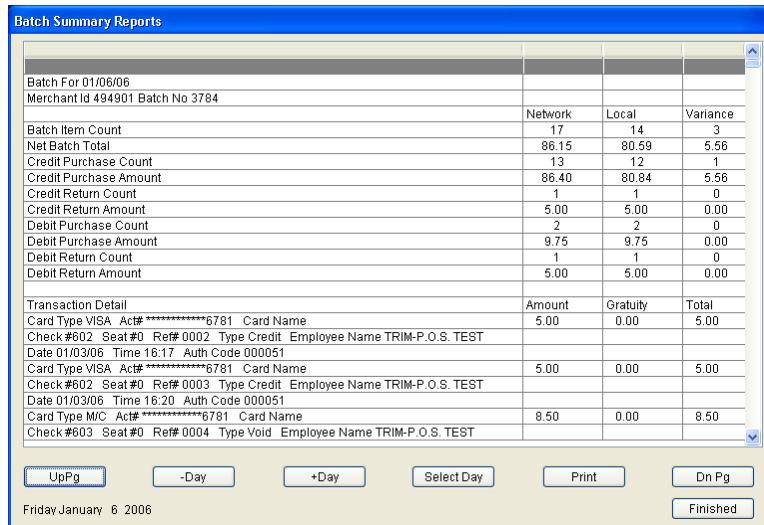 Batch Summary Reports
Batch For 01/06/06
Merchant Id 494901 Batch No 3784
Network Local Variance
Batch Item Count 17 14 3
Net Batch Total 86.15 80.59 5.56
Credit Purchase Count 13 12 1
Credit Purchase Amount 86.40 80.84 5.56
Credit Return Count 1 1 0
Credit Return Amount 5.00 5.00 0.00
Debit Purchase Count 2 2 0
Debit Purchase Amount 9.75 9.75 0.00
Debit Return Count 1 1 0
Debit Return Amount 5.00 5.00 0.00
Transaction Detail Amount Gratuity Total
Card Type VISA Act# ************6781 Card Name 5.00 0.00 5.00
Check #602 Seat #0 Ref# 0002 Type Credit Employee Name TRIM-P.O.S. TEST
Date 01/03/06 Time 16:17 Auth Code 000051
Card Type VISA Act# ************6781 Card Name 5.00 0.00 5.00
Check #602 Seat #0 Ref# 0003 Type Credit Employee Name TRIM-P.O.S. TEST
Date 01/03/06 Time 16:20 Auth Code 000051
Card Type M/C Act# ************6781 Card Name 8.50 0.00 8.50
Check #603 Seat #0 Ref# 0004 Type Void Employee Name TRIM-P.O.S. TEST
UpPg -Day +Day Select Day Print Dn Pg
Friday January 6 2006 Finished